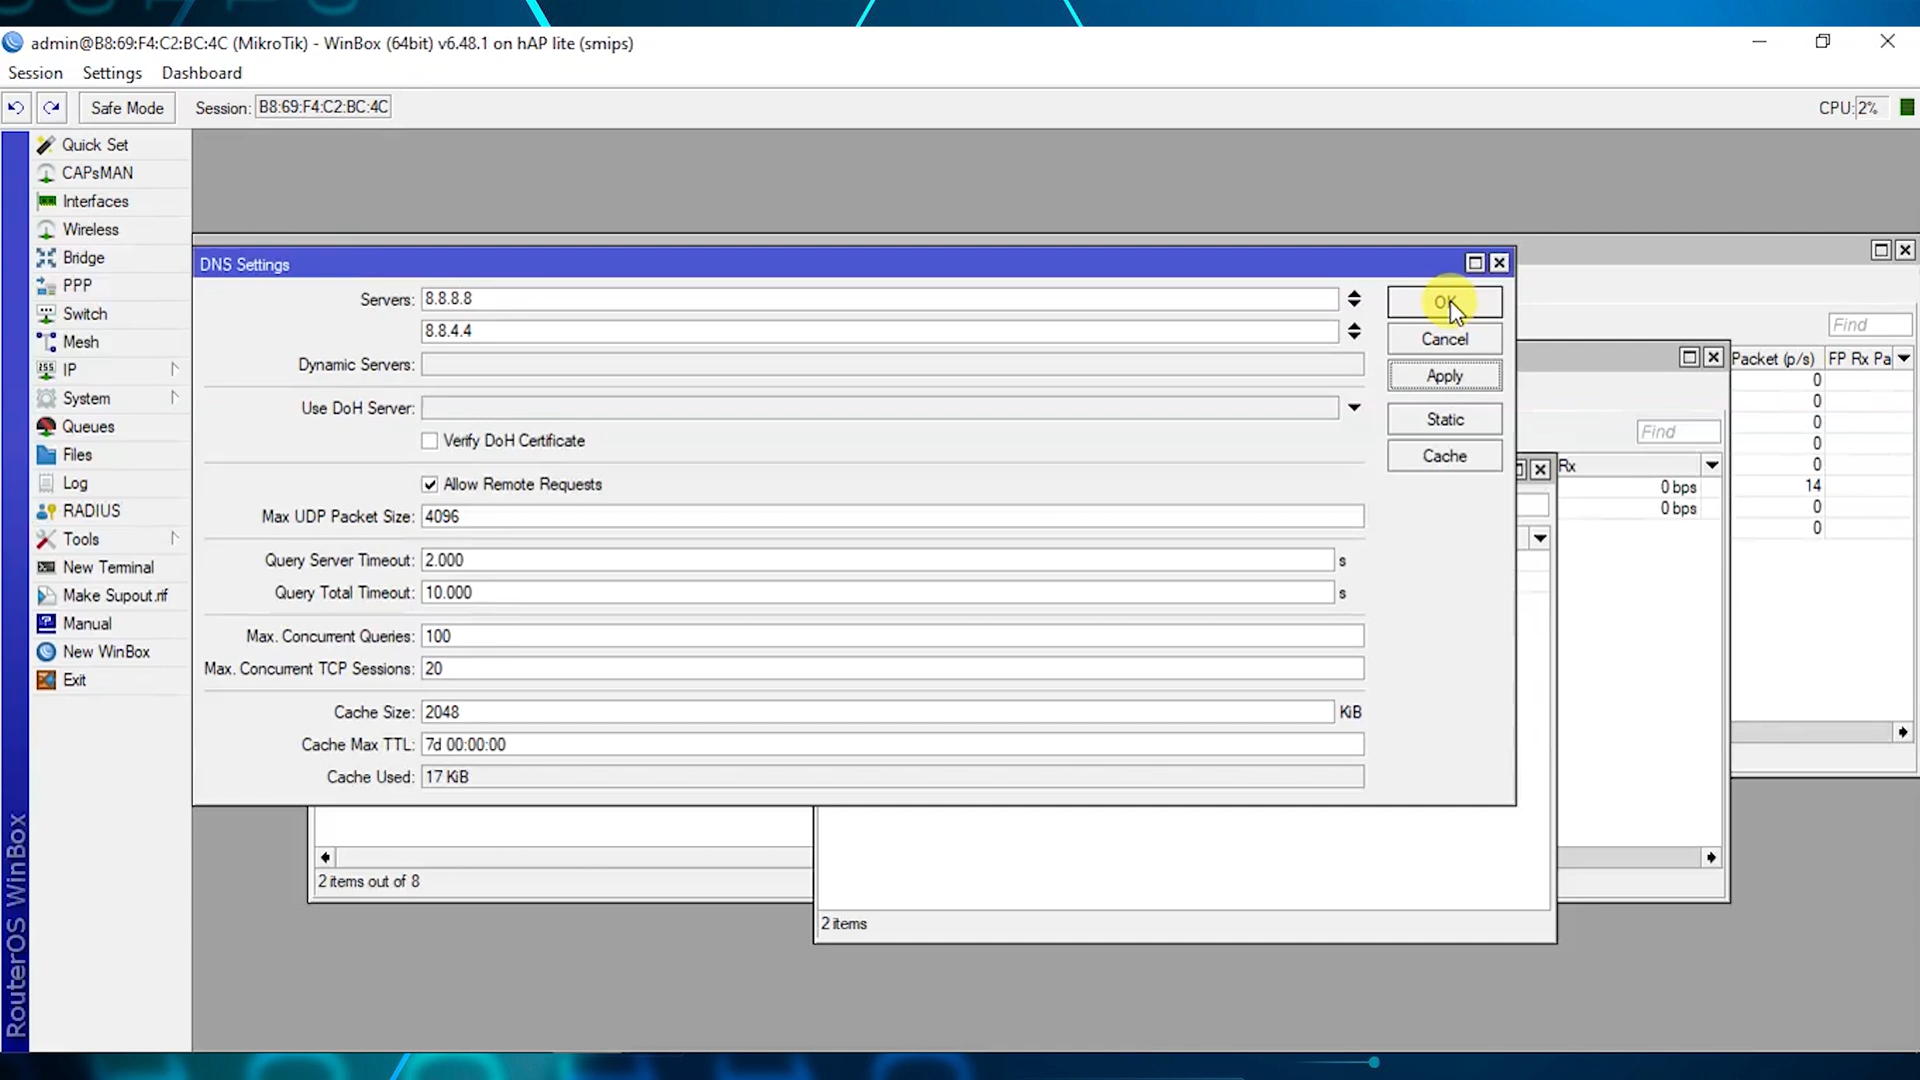 admin@B8:69:F4:C2:BC:4C (MikroTik) - WinBox (64bit) v6.48.1 on hAP lite (smips)
Session Settings Dashboard
Safe Mode Session: B8:69:F4:C2:BC:4C CPU: 2%
Quick Set
CAPsMAN
Interfaces
Wireless
Bridge
PPP
Switch
Mesh
IP
System
Queues
Files
Log
RADIUS
Tools
New Terminal
Make Supout.rif
Manual
New WinBox
Exit
RouterOS WinBox
DNS Settings
Servers: 8.8.8.8
8.8.4.4
Dynamic Servers:
Use DoH Server:
Verify DoH Certificate
Allow Remote Requests
Max UDP Packet Size: 4096
Query Server Timeout: 2.000 s
Query Total Timeout: 10.000 s
Max. Concurrent Queries: 100
Max. Concurrent TCP Sessions: 20
Cache Size: 2048 KiB
Cache Max TTL: 7d 00:00:00
Cache Used: 17 KiB
OK
Cancel
Apply
Static
Cache
Find
Packet (p/s) FP Rx Pa
0
0
0
0
0
14
0
0
Find
Rx
0 bps
0 bps
2 items out of 8
2 items